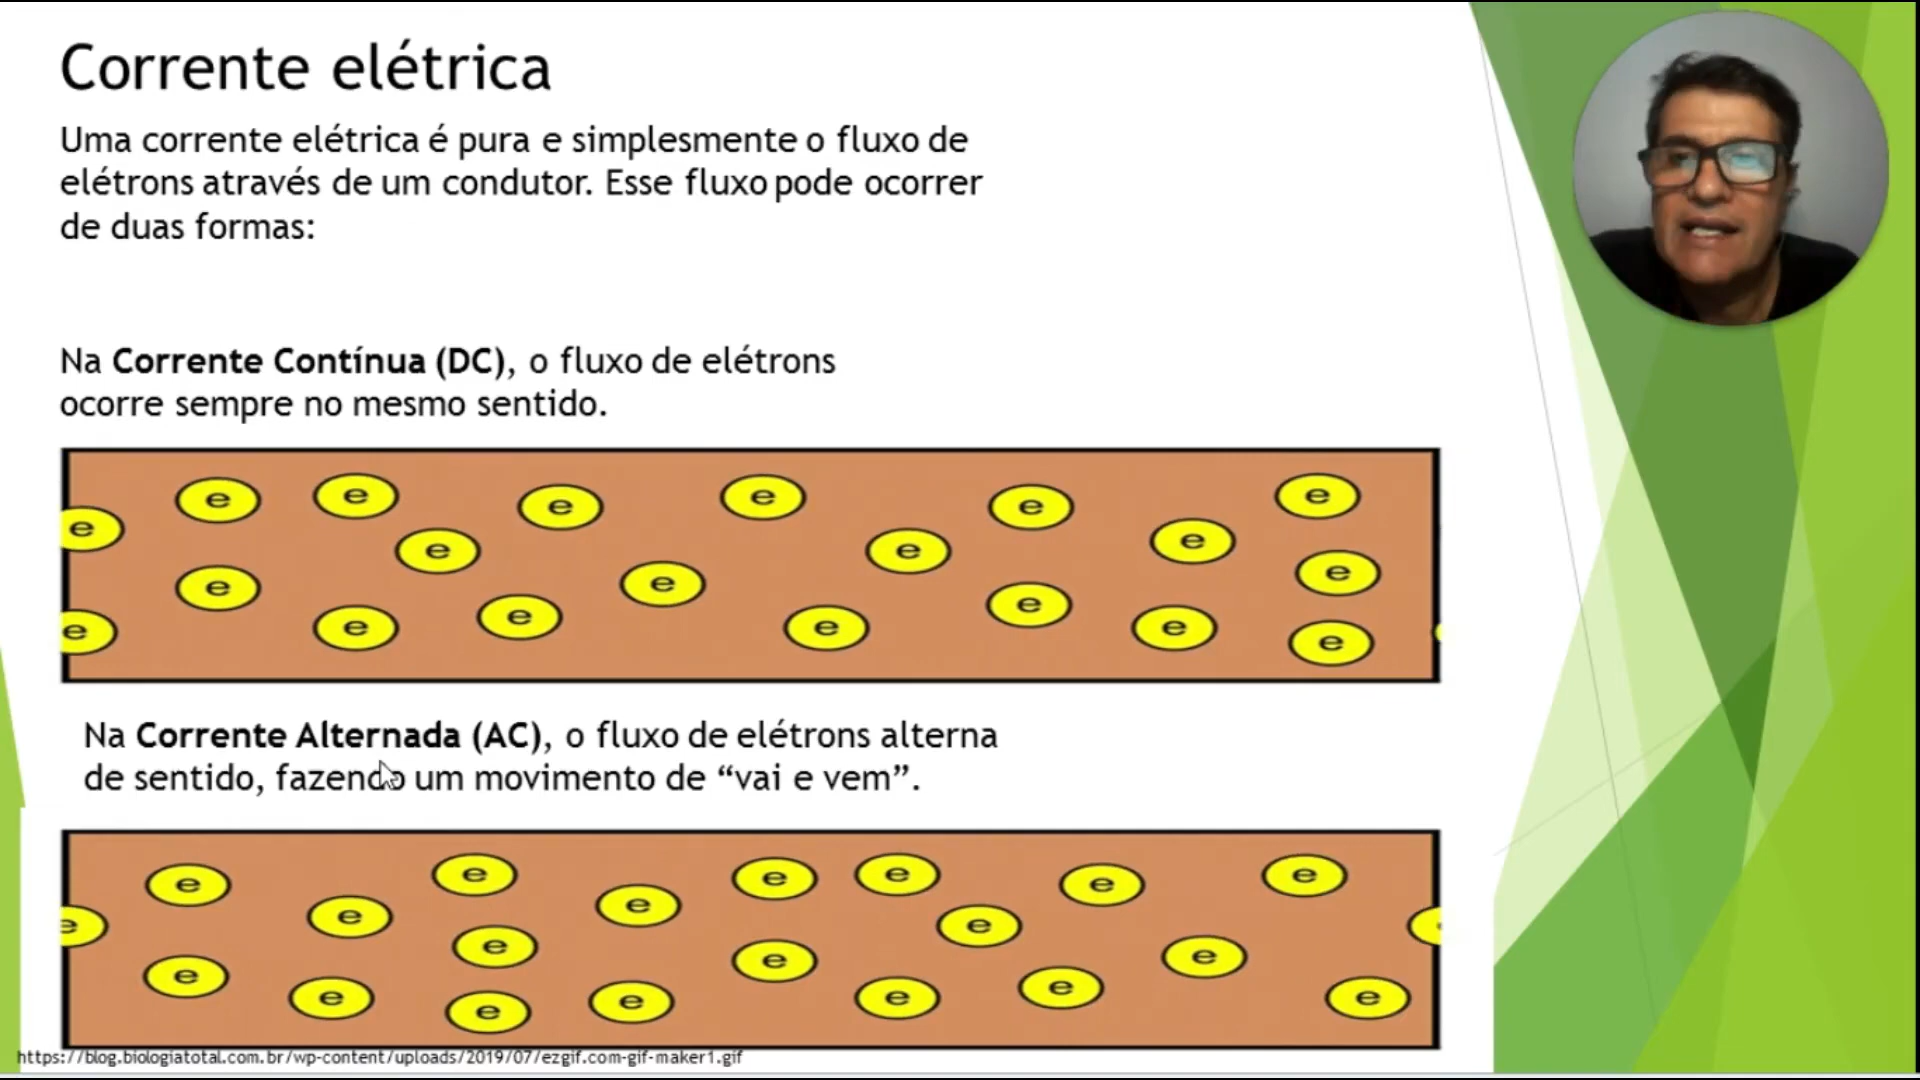 Corrente elétrica
Uma corrente elétrica é pura e simplesmente o fluxo de
elétrons através de um condutor. Esse fluxo pode ocorrer
de duas formas:
Na Corrente Contínua (DC), o fluxo de elétrons
ocorre sempre no mesmo sentido.
e e e e e e e
e e e e e
e e e e
e e e e e e
Na Corrente Alternada (AC), o fluxo de elétrons alterna
de sentido, fazendo um movimento de “vai e vem”.
e e e e e e
e e e e e
e e e e
e e e e e e
https://blog.biologiatotal.com.br/wp-content/uploads/2019/07/ezgif.com-gif-maker1.gif